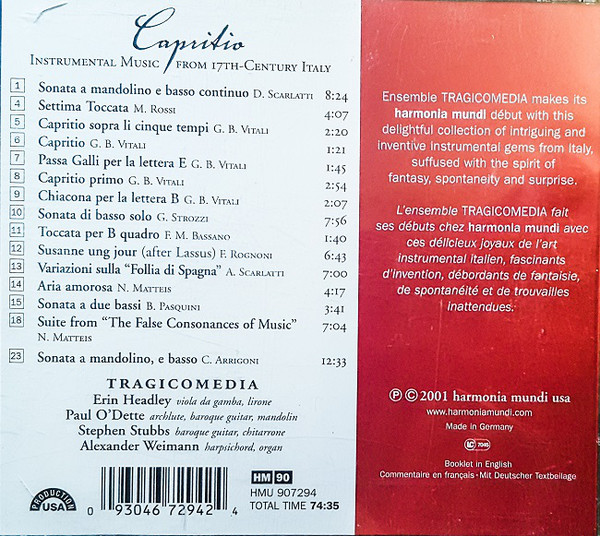 Capritio
Instrumental Music from 17th-Century Italy
1 Sonata a mandolino e basso continuo D. Scarlatti 8:24
4 Settima Toccata M. Rossi 4:07
5 Capritio sopra li cinque tempi G. B. Vitali 2:20
6 Capritio G. B. Vitali 1:21
7 Passa Galli per la lettera E G. B. Vitali 1:45
8 Capritio primo G. B. Vitali 2:54
9 Chiacona per la lettera B G. B. Vitali 2:07
10 Sonata di basso solo G. Strozzi 7:56
11 Toccata per B quadro F. M. Bassano 1:40
12 Susanne ung jour (after Lassus) F. Rognoni 6:43
13 Variazioni sulla "Follia di Spagna" A. Scarlatti 7:00
14 Aria amorosa N. Matteis 4:17
15 Sonata a due bassi B. Pasquini 3:41
18 Suite from "The False Consonances of Music" 7:04
N. Matteis
23 Sonata a mandolino, e basso C. Arrigoni 12:33
TRAGICOMEDIA
Erin Headley viola da gamba, lirone
Paul O'Dette archlute, baroque guitar, mandolin
Stephen Stubbs baroque guitar, chitarrone
Alexander Weimann harpsichord, organ
PRODUCTION
USA
0 93046 72942 4
HM 90
HMU 907294
TOTAL TIME 74:35
Ensemble TRAGICOMEDIA makes its
harmonia mundi début with this
delightful collection of intriguing and
inventive instrumental gems from Italy,
suffused with the spirit of
fantasy, spontaneity and surprise.
L'ensemble TRAGICOMEDIA fait
ses débuts chez harmonia mundi avec
ces délicieux joyaux de l'art
instrumental italien, fascinants
d'invention, débordants de fantaisie,
de spontanéité et de trouvailles
inattendues.
℗ © 2001 harmonia mundi usa
www.harmoniamundi.com
Made in Germany
LC 7045
Booklet in English
Commentaire en français · Mit Deutscher Textbeilage